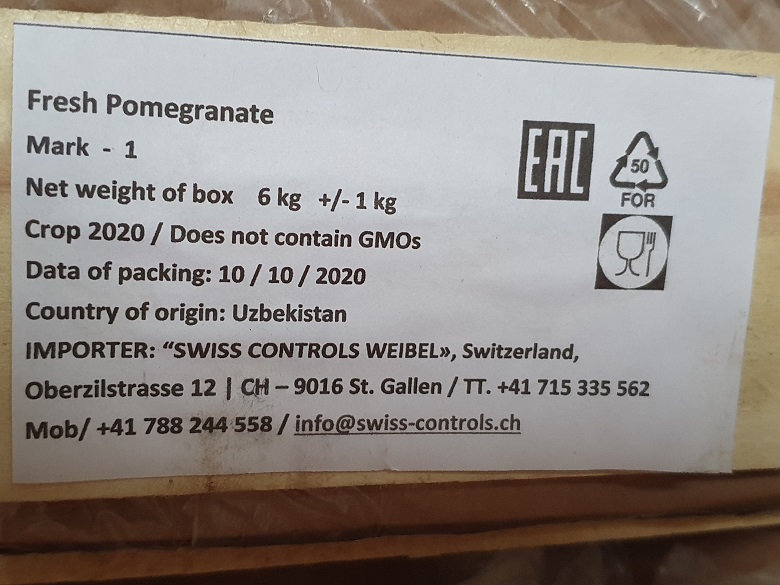 Fresh Pomegranate
Mark - 1
Net weight of box 6 kg +/- 1 kg
Crop 2020 / Does not contain GMOs
Data of packing: 10 / 10 / 2020
Country of origin: Uzbekistan
IMPORTER: “SWISS CONTROLS WEIBEL», Switzerland,
Oberzilstrasse 12 | CH – 9016 St. Gallen / TT. +41 715 335 562
Mob/ +41 788 244 558 / info@swiss-controls.ch
EAC
50
FOR